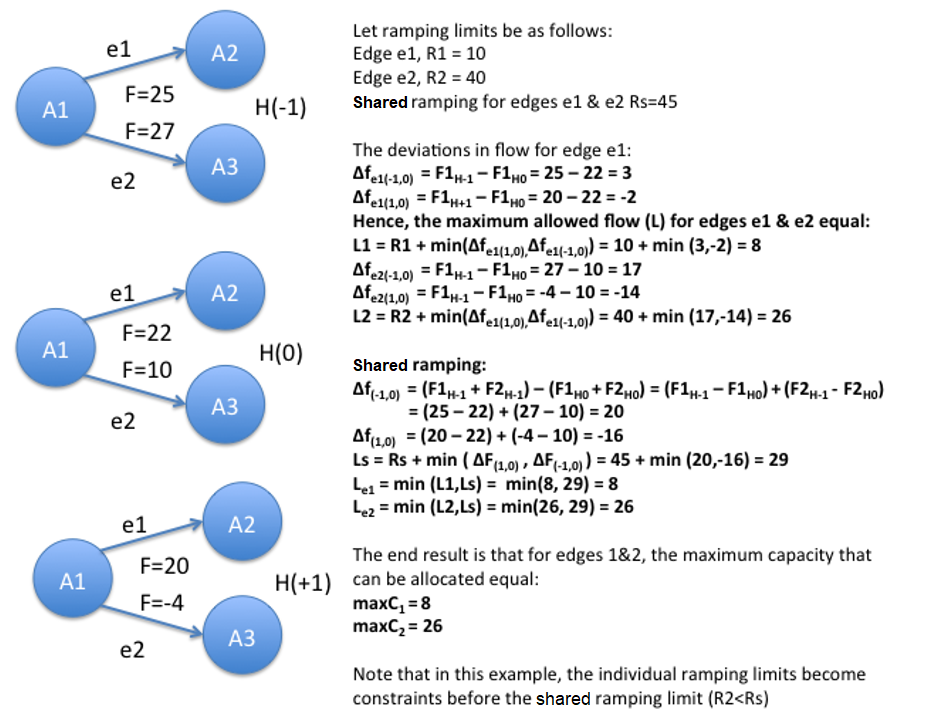 e1
A2
A1
F=25
H(-1)
F=27
A3
e2
e1
A2
A1
F=22
H(0)
F=10
A3
e2
e1
A2
A1
F=20
H(+1)
F=-4
A3
e2
Let ramping limits be as follows:
Edge e1, R1 = 10
Edge e2, R2 = 40
Shared ramping for edges e1 & e2 Rs=45
The deviations in flow for edge e1:
Δfe1(-1,0) = F1H-1 – F1H0 = 25 – 22 = 3
Δfe1(1,0) = F1H+1 – F1H0 = 20 – 22 = -2
Hence, the maximum allowed flow (L) for edges e1 & e2 equal:
L1 = R1 + min(Δfe1(1,0),Δfe1(-1,0)) = 10 + min (3,-2) = 8
Δfe2(-1,0) = F1H-1 – F1H0 = 27 – 10 = 17
Δfe2(1,0) = F1H-1 – F1H0 = -4 – 10 = -14
L2 = R2 + min(Δfe1(1,0),Δfe1(-1,0)) = 40 + min (17,-14) = 26
Shared ramping:
Δf(-1,0) = (F1H-1 + F2H-1) – (F1H0 + F2H0) = (F1H-1 – F1H0) + (F2H-1 - F2H0)
= (25 – 22) + (27 – 10) = 20
Δf(1,0) = (20 – 22) + (-4 – 10) = -16
Ls = Rs + min ( ΔF(1,0) , ΔF(-1,0) ) = 45 + min (20,-16) = 29
Le1 = min (L1,Ls) = min(8, 29) = 8
Le2 = min (L2,Ls) = min(26, 29) = 26
The end result is that for edges 1&2, the maximum capacity that
can be allocated equal:
maxC1 = 8
maxC2 = 26
Note that in this example, the individual ramping limits become
constraints before the shared ramping limit (R2<Rs)